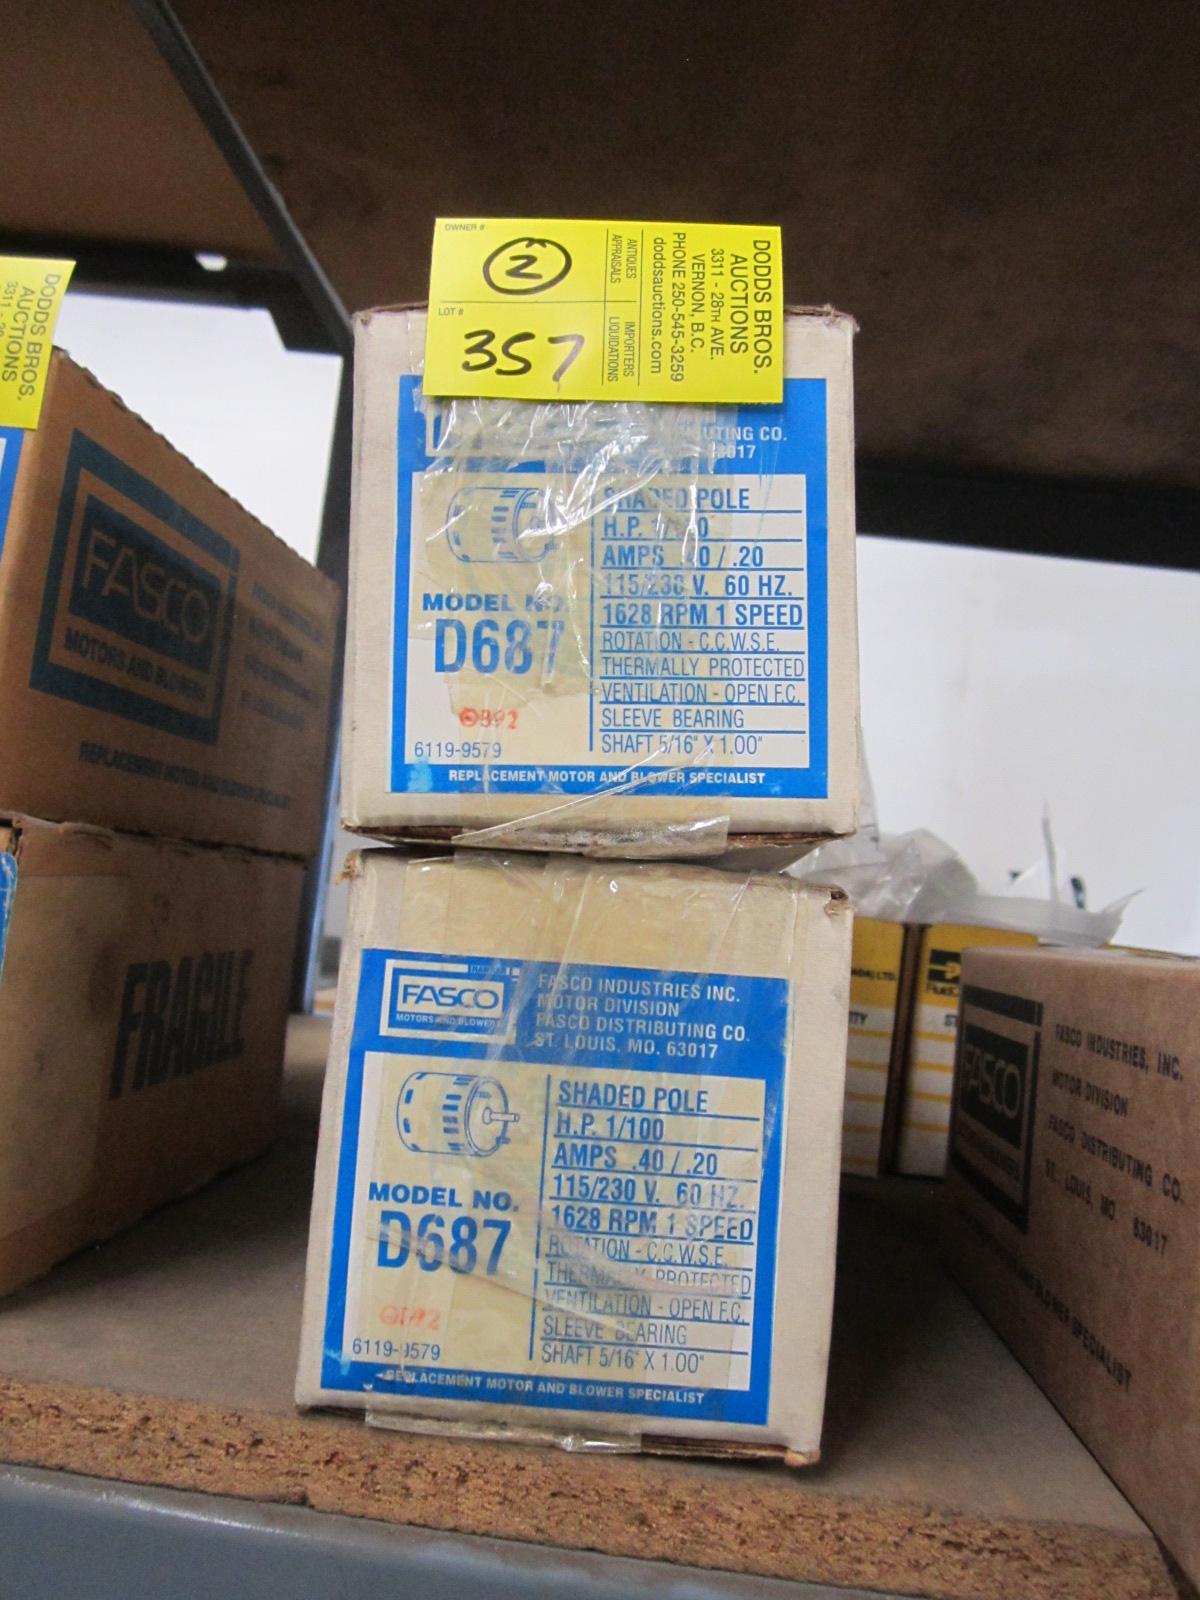 DODDS BROS.
AUCTIONS
3311 - 28TH AVE.
VERNON, B.C.
PHONE 250-545-3259
doddsauctions.com
ANTIQUES
APPRAISALS
IMPORTERS
LIQUIDATIONS
OWNER #
2
LOT #
357
UTING CO.
SHADED POLE
H.P.
AMPS / .20
115/230 V. 60 HZ.
1628 RPM 1 SPEED
ROTATION - C.C.W.S.E.
THERMALLY PROTECTED
VENTILATION - OPEN F.C.
SLEEVE BEARING
SHAFT 5/16" X 1.00"
MODEL NO.
D687
6119-9579
REPLACEMENT MOTOR AND BLOWER SPECIALIST
FASCO
MOTORS AND BLOWERS
FASCO INDUSTRIES INC.
MOTOR DIVISION
FASCO DISTRIBUTING CO.
ST. LOUIS, MO. 63017
SHADED POLE
H.P. 1/100
AMPS .40 / .20
115/230 V. 60 HZ.
1628 RPM 1 SPEED
ROTATION - C.C.W.S.E.
THERMALLY PROTECTED
VENTILATION - OPEN F.C.
SLEEVE BEARING
SHAFT 5/16" X 1.00"
MODEL NO.
D687
6119-9579
REPLACEMENT MOTOR AND BLOWER SPECIALIST
DODDS BROS.
AUCTIONS
FASCO
MOTORS AND BLOWERS
REPLACEMENT MOTOR AND BLOWER SPECIALIST
FRAGILE
FASCO
FASCO INDUSTRIES, INC.
MOTOR DIVISION
FASCO DISTRIBUTING CO.
ST. LOUIS, MO 63017
AND BLOWER SPECIALIST